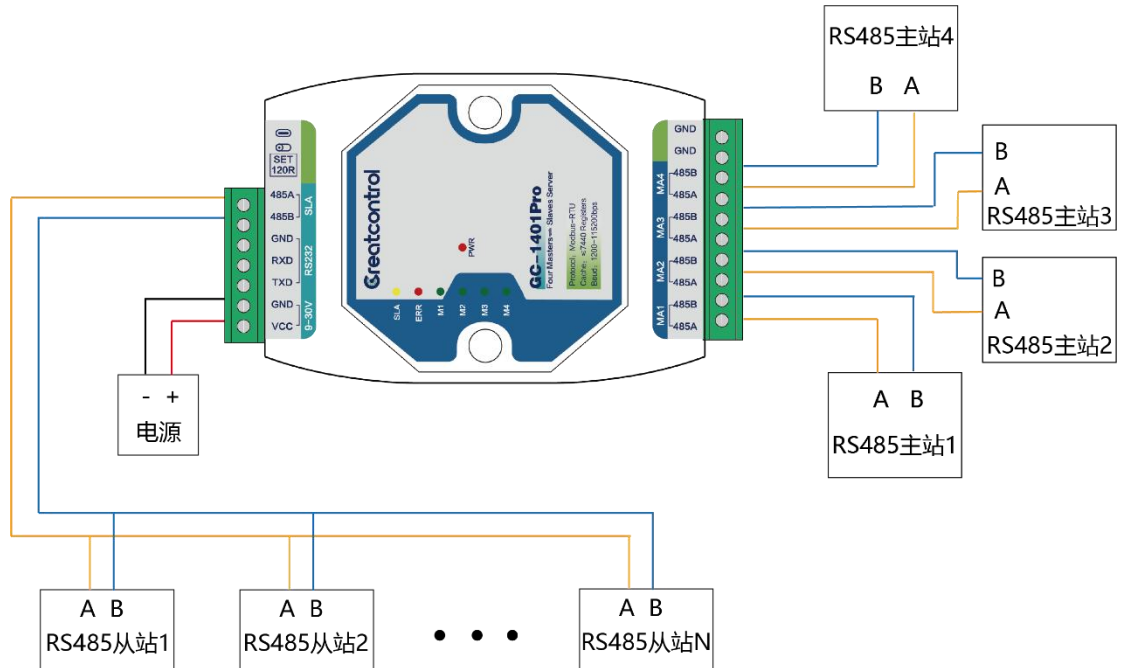 RS485主站4
B A
B
A
RS485主站3
B
A
RS485主站2
A B
RS485主站1
SET
120R
485A
485B
SLA
GND
RXD
TXD
RS232
GND
VCC
9-30V
Greatcontrol
PWR
SLA
ERR
M1
M2
M3
M4
GC-1401Pro
Four Masters⇌ Slaves Server
Protocol: Modbus-RTU
Cache: ≤7440 Registers
Baud: 1200-115200bps
GND
GND
MA4
485B
485A
MA3
485B
485A
MA2
485B
485A
MA1
485B
485A
- +
电源
A B
RS485从站1
A B
RS485从站2
• • •
A B
RS485从站N